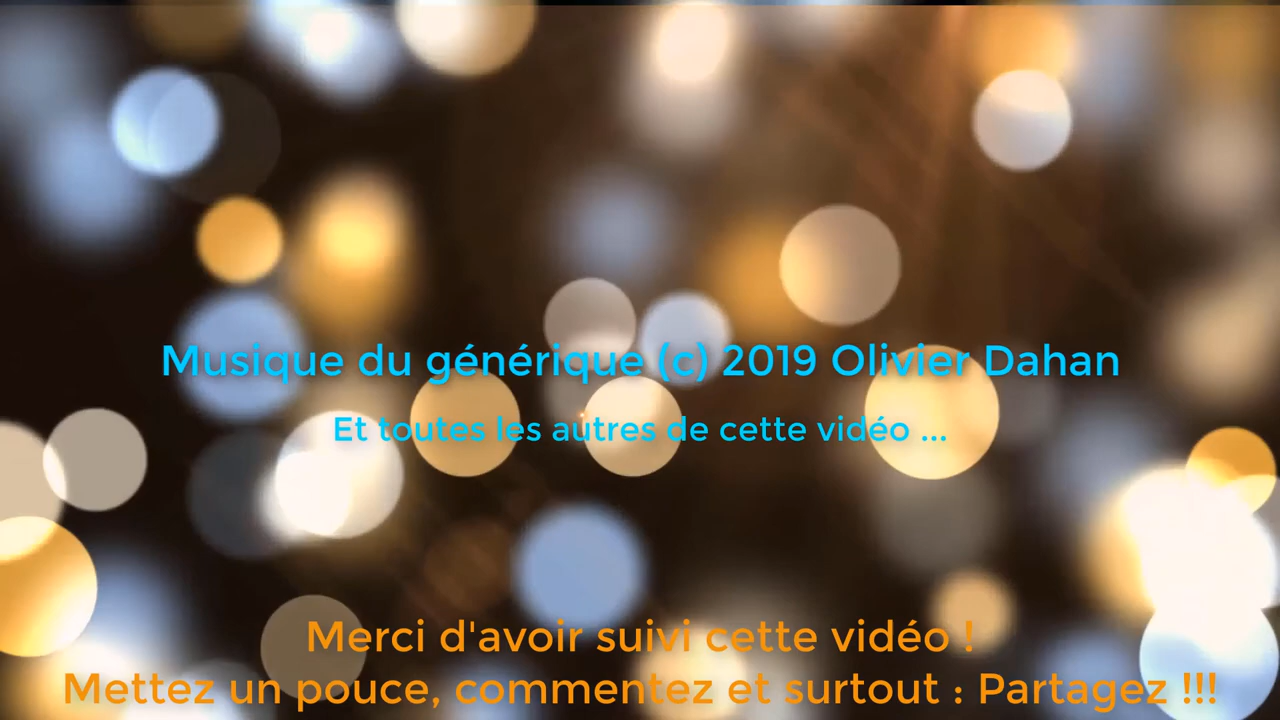 Musique du générique (c) 2019 Olivier Dahan
Et toutes les autres de cette vidéo ...
Merci d'avoir suivi cette vidéo !
Mettez un pouce, commentez et surtout : Partagez !!!